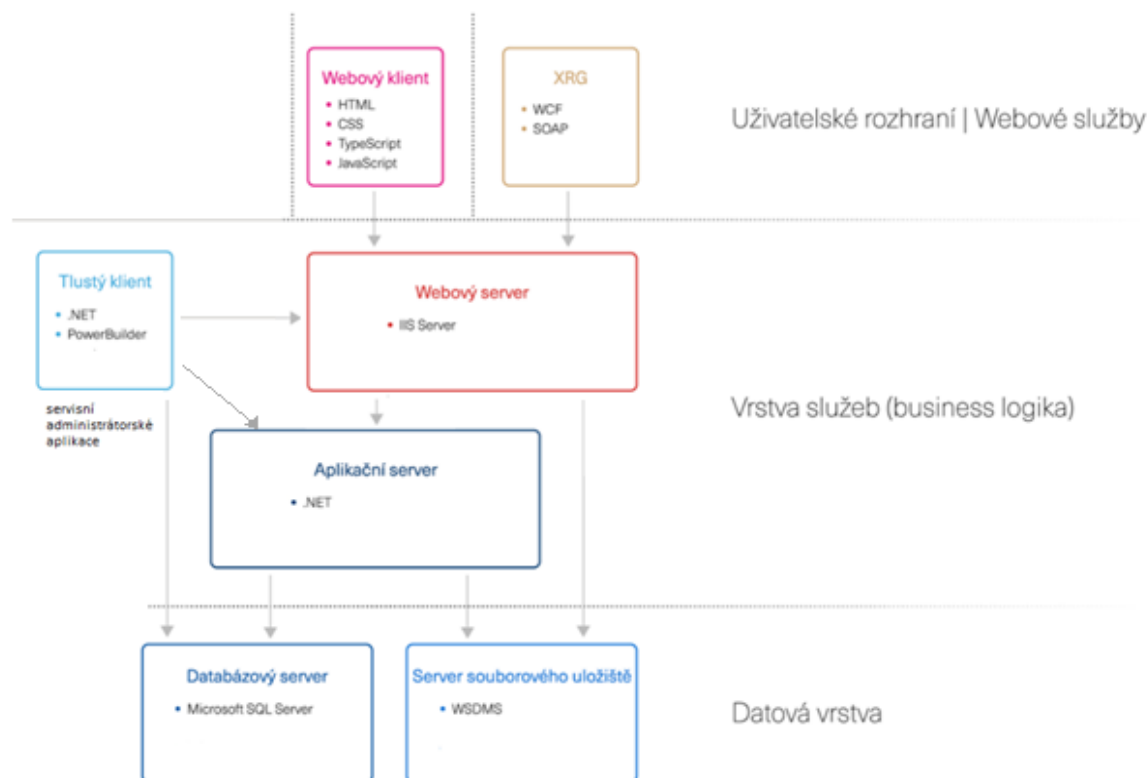 Webový klient
• HTML
• CSS
• TypeScript
• JavaScript
XRG
• WCF
• SOAP
Uživatelské rozhraní | Webové služby
Tlustý klient
• .NET
• PowerBuilder
servisní
administrátorské
aplikace
Webový server
• IIS Server
Vrstva služeb (business logika)
Aplikační server
• .NET
Databázový server
• Microsoft SQL Server
Server souborového uložiště
• WSDMS
Datová vrstva